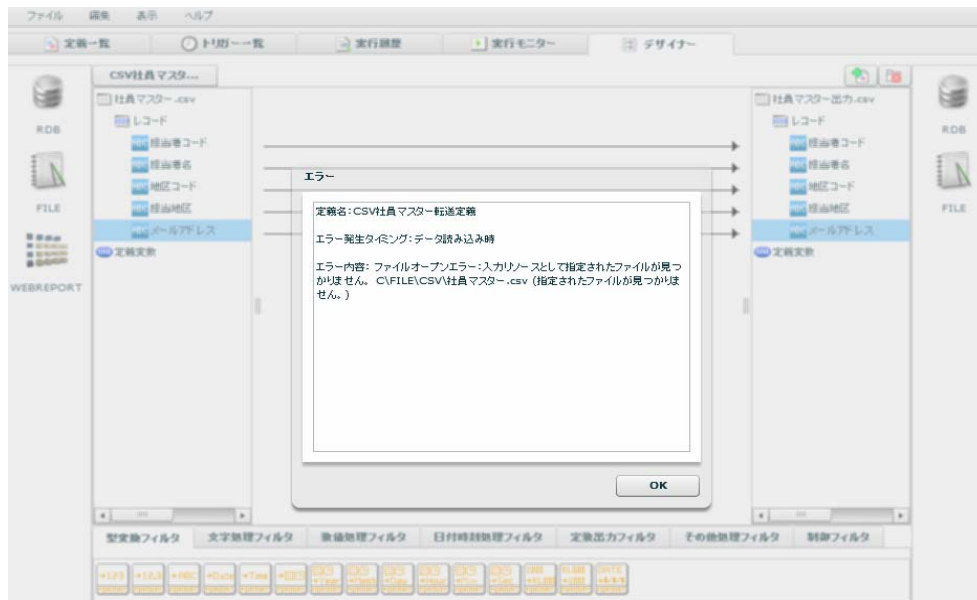 ファイル 編集 表示 ヘルプ
定義一覧 トリガー一覧 実行履歴 実行モニター デザイナー
CSV社員マスタ...
社員マスター.csv
レコード
担当者コード
担当者名
地区コード
担当地区
メールアドレス
定義変数
RDB
FILE
WEBREPORT
エラー
定義名：CSV社員マスター転送定義
エラー発生タイミング：データ読み込み時
エラー内容： ファイルオープンエラー：入力リソースとして指定されたファイルが見つ
かりません。 C\FILE\CSV\社員マスター.csv (指定されたファイルが見つかりま
せん。)
OK
社員マスター出力.csv
レコード
担当者コード
担当者名
地区コード
担当地区
メールアドレス
定義変数
RDB
FILE
型変換フィルタ 文字処理フィルタ 数値処理フィルタ 日付時刻処理フィルタ 定数出力フィルタ その他処理フィルタ 制御フィルタ